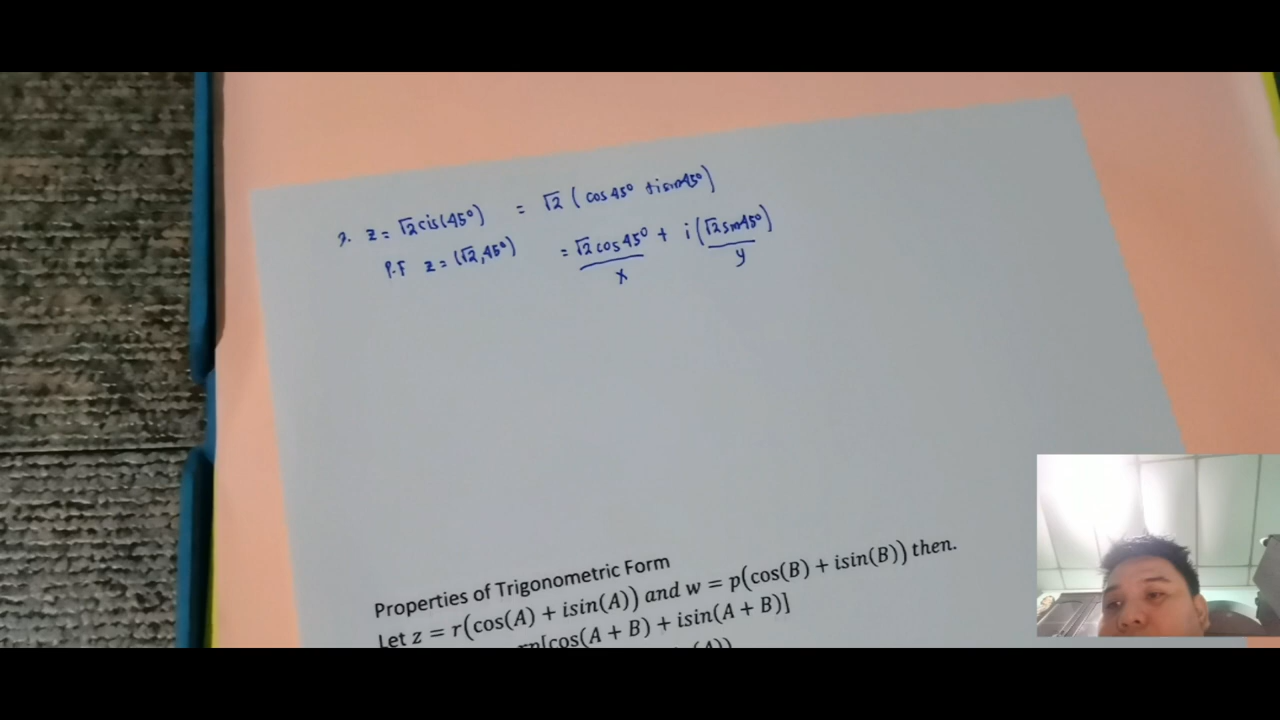 7. z = √2 cis(45°) = √2 ( cos 45° + i sin 45° )
P.F z = (√2, 45°) = √2 cos 45° + i ( √2 sin 45° )
x y
Properties of Trigonometric Form
Let z = r(cos(A) + isin(A)) and w = p(cos(B) + isin(B)) then.
[cos(A + B) + isin(A + B)]